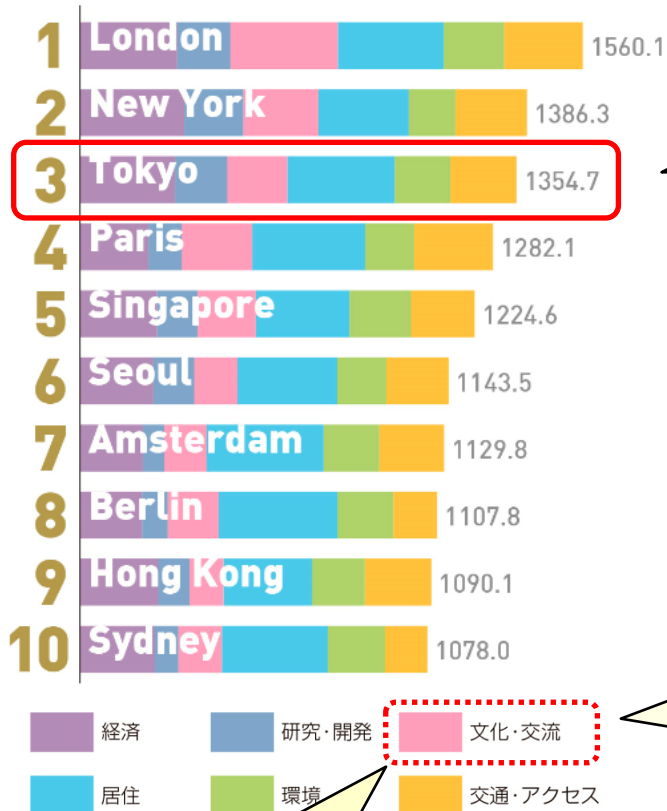 1 London 1560.1
2 New York 1386.3
3 Tokyo 1354.7
4 Paris 1282.1
5 Singapore 1224.6
6 Seoul 1143.5
7 Amsterdam 1129.8
8 Berlin 1107.8
9 Hong Kong 1090.1
10 Sydney 1078.0
経済 研究・開発 文化・交流
居住 環境 交通・アクセス